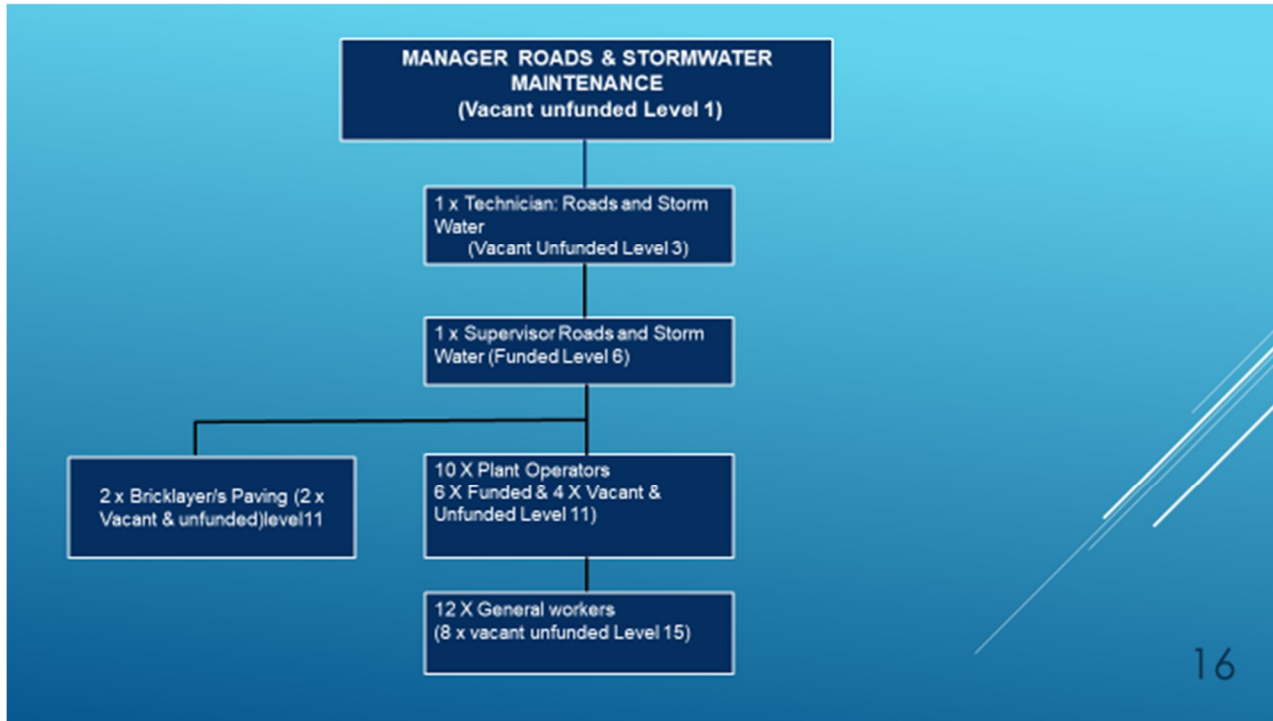 MANAGER ROADS & STORMWATER
MAINTENANCE
(Vacant unfunded Level 1)
1 x Technician: Roads and Storm
Water
(Vacant Unfunded Level 3)
1 x Supervisor Roads and Storm
Water (Funded Level 6)
2 x Bricklayer/s Paving (2 x
Vacant & unfunded)level11
10 X Plant Operators
6 X Funded & 4 X Vacant &
Unfunded Level 11)
12 X General workers
(8 x vacant unfunded Level 15)
16